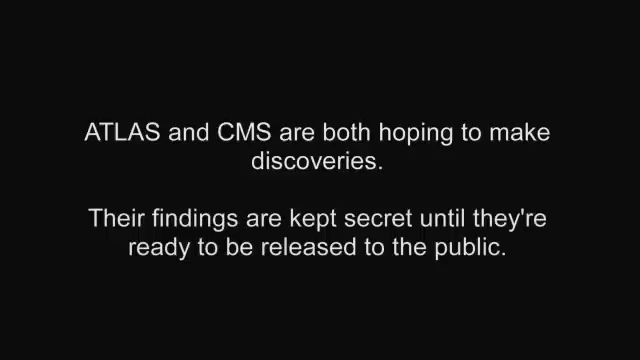 ATLAS and CMS are both hoping to make
discoveries.
Their findings are kept secret until they're
ready to be released to the public.